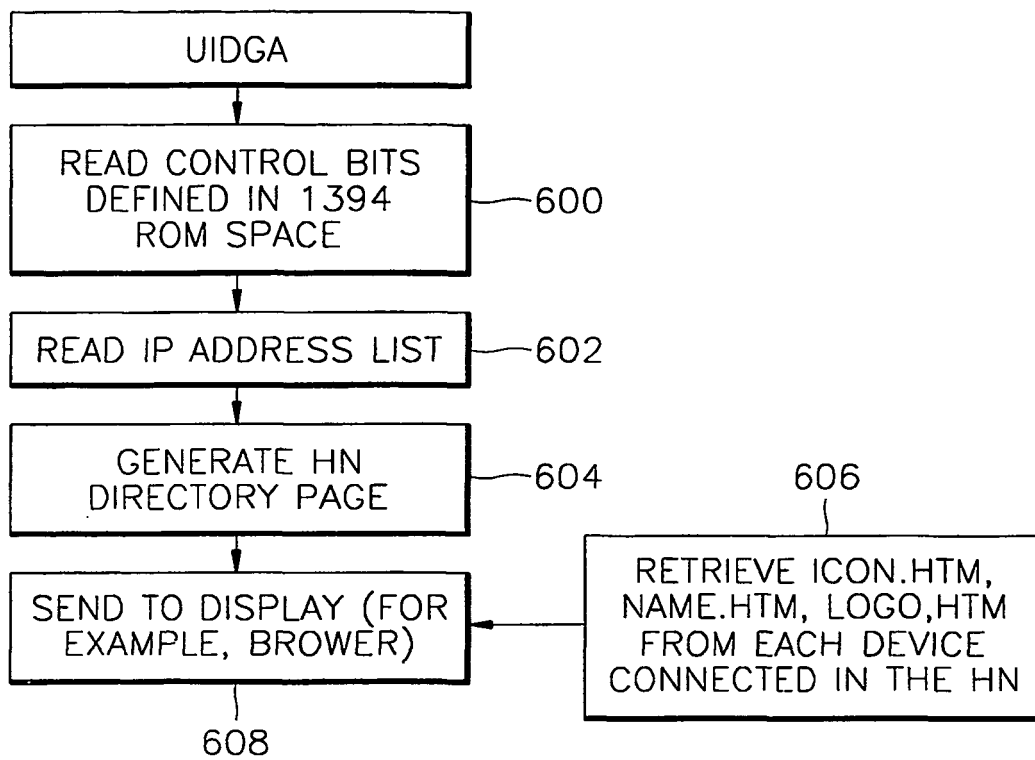 UIDGA
READ CONTROL BITS
DEFINED IN 1394
ROM SPACE
600
READ IP ADDRESS LIST
602
GENERATE HN
DIRECTORY PAGE
604
606
RETRIEVE ICON.HTM,
NAME.HTM, LOGO,HTM
FROM EACH DEVICE
CONNECTED IN THE HN
SEND TO DISPLAY (FOR
EXAMPLE, BROWER)
608